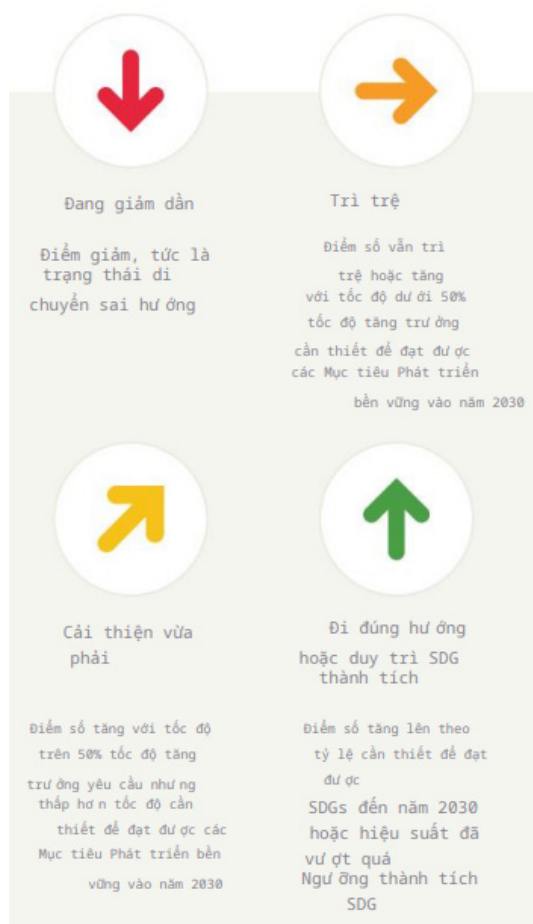 Đang giảm dần
Điểm giảm, tức là
trạng thái di
chuyển sai hư ớng
Trì trệ
Điểm số vẫn trì
trệ hoặc tăng
với tốc độ dư ới 50%
tốc độ tăng trư ởng
cần thiết để đạt đư ợc
các Mục tiêu Phát triển
bền vững vào năm 2030
Cải thiện vừa
phải
Điểm số tăng với tốc độ
trên 50% tốc độ tăng
trư ởng yêu cầu như ng
thấp hơ n tốc độ cần
thiết để đạt đư ợc các
Mục tiêu Phát triển bền
vững vào năm 2030
Đi đúng hư ớng
hoặc duy trì SDG
thành tích
Điểm số tăng lên theo
tỷ lệ cần thiết để đạt
đư ợc
SDGs đến năm 2030
hoặc hiệu suất đã
vư ợt quá
Ngư ỡng thành tích
SDG